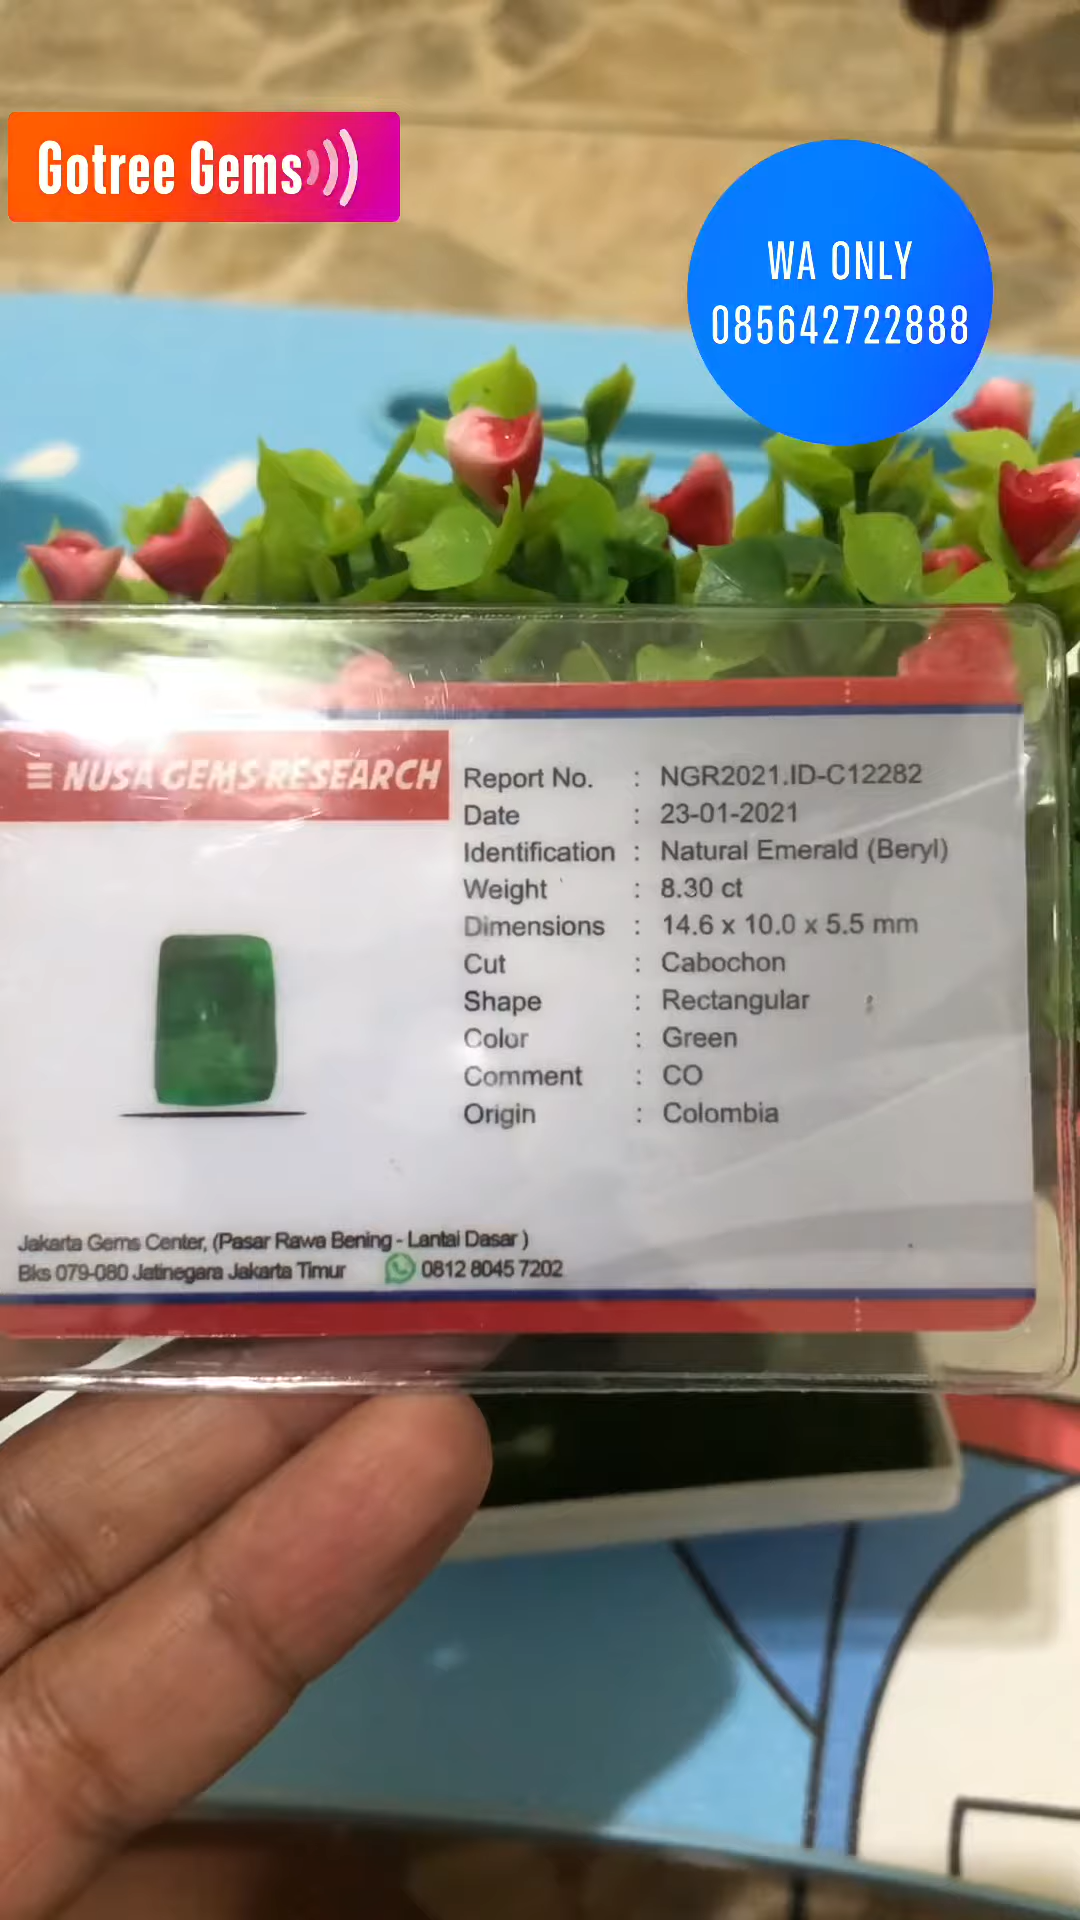 Gotree Gems
WA ONLY
085642722888
NUSA GEMS RESEARCH
Report No. : NGR2021.ID-C12282
Date : 23-01-2021
Identification : Natural Emerald (Beryl)
Weight : 8.30 ct
Dimensions : 14.6 x 10.0 x 5.5 mm
Cut : Cabochon
Shape : Rectangular
Color : Green
Comment : CO
Origin : Colombia
Jakarta Gems Center, (Pasar Rawa Bening - Lantai Dasar )
Bks 079-080 Jatinegara Jakarta Timur 0812 8045 7202